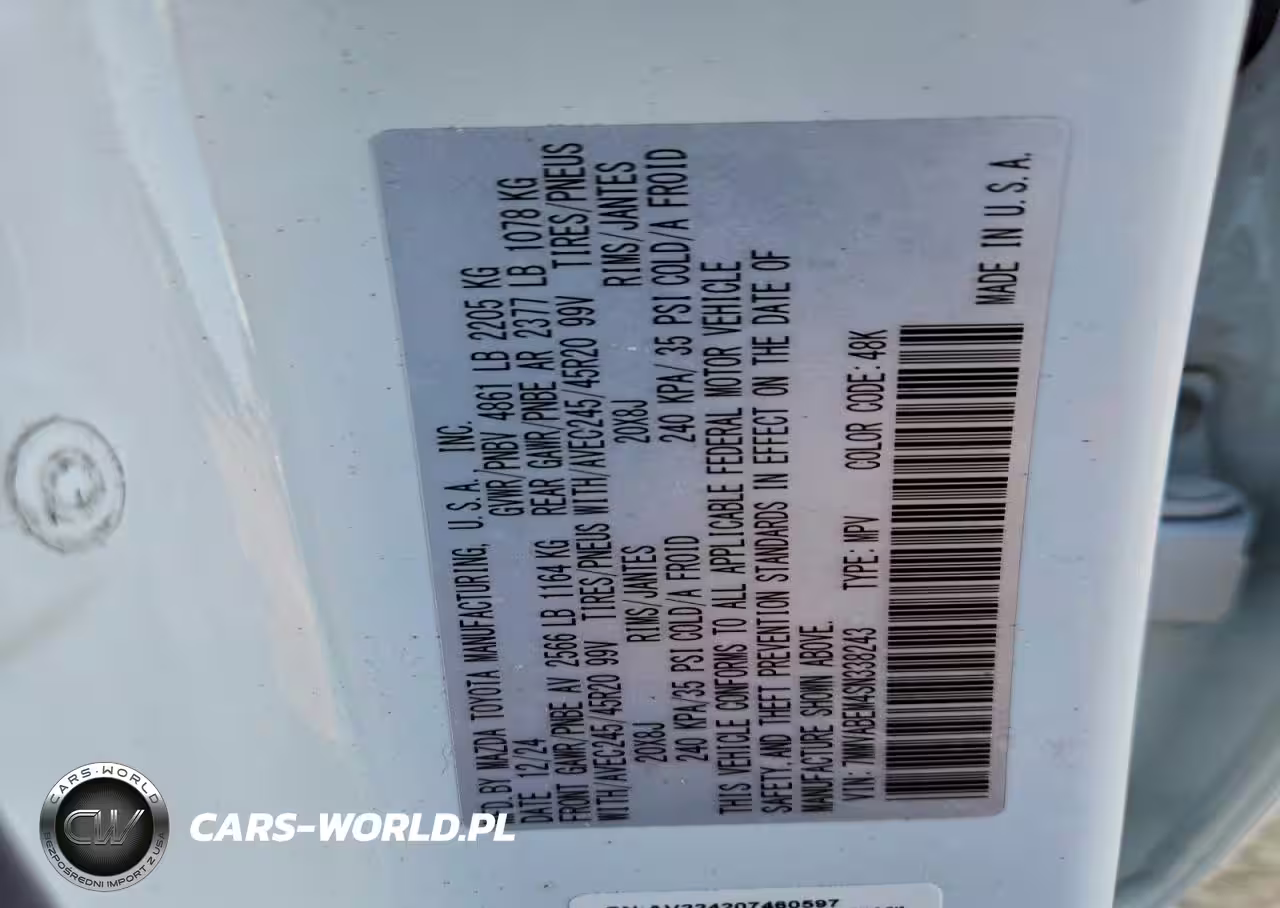 MFD.BY MAZDA TOYOTA MANUFACTURING, U.S.A. INC.
DATE 12/24 GVWR/PNBV 4861 LB 2205 KG
FRONT GAWR/PNBE AV 2566 LB 1164 KG REAR GAWR/PNBE AR 2377 LB 1078 KG
WITH/AVEC245/45R20 99V TIRES/PNEUS WITH/AVEC245/45R20 99V TIRES/PNEUS
20X8J RIMS/JANTES 20X8J RIMS/JANTES
240 KPA/35 PSI COLD/A FROID 240 KPA/35 PSI COLD/A FROID
THIS VEHICLE CONFORMS TO ALL APPLICABLE FEDERAL MOTOR VEHICLE
SAFETY,AND THEFT PREVENTION STANDARDS IN EFFECT ON THE DATE OF
MANUFACTURE SHOWN ABOVE.
VIN: 7MMVABEM4SN338243 TYPE: MPV COLOR CODE: 48K
MADE IN U.S.A.
CARS-WORLD
CW
BEZPOŚREDNI IMPORT Z USA
CARS-WORLD.PL